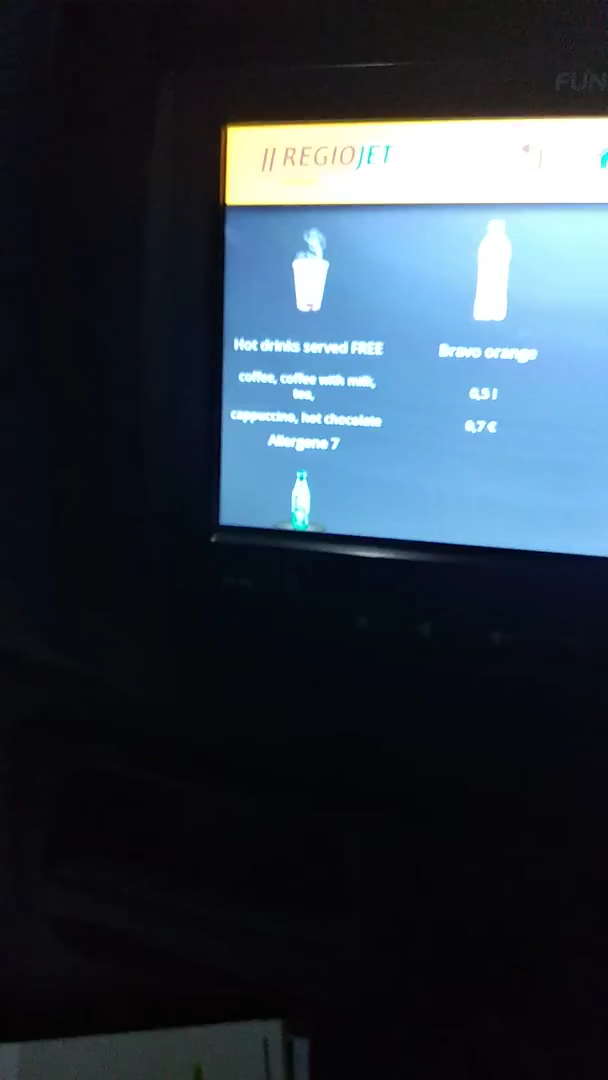 FUN
|| REGIOJET
Hot drinks served FREE
coffee, coffee with milk,
tea,
cappuccino, hot chocolate
Allergene 7
Bravo orange
0,5 l
0,7 €